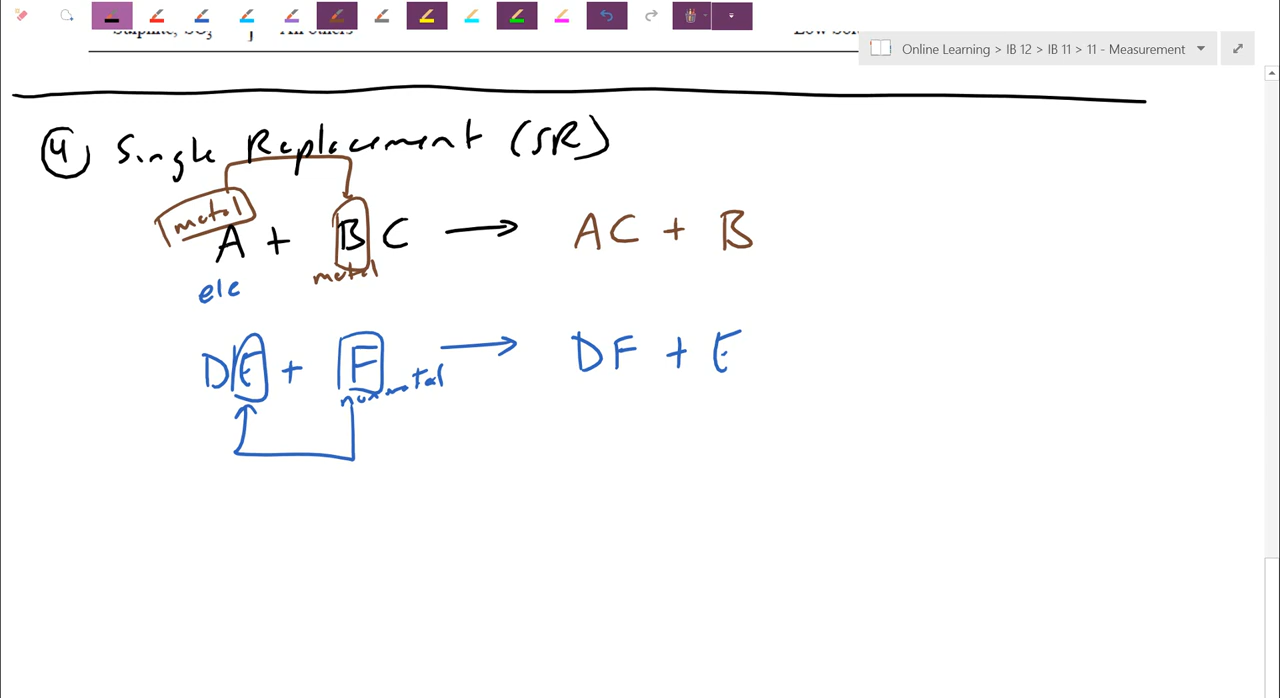 Online Learning > IB 12 > IB 11 > 11 - Measurement
4 Single Replacement (SR)
metal
A + BC → AC + B
metal
ele
DE + F → DF + E
nonmetal